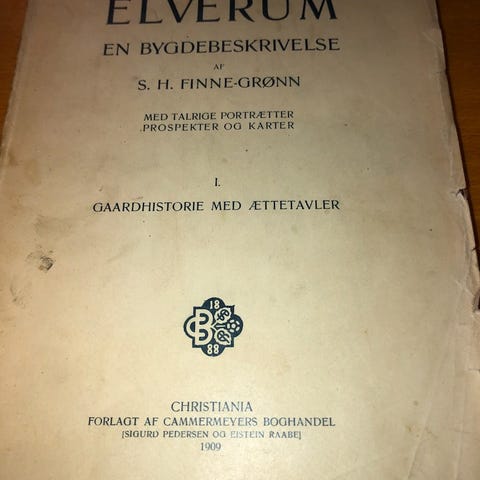 ELVERUM
EN BYGDEBESKRIVELSE
AF
S. H. FINNE-GRØNN
MED TALRIGE PORTRÆTTER
PROSPEKTER OG KARTER
I.
GAARDHISTORIE MED ÆTTETAVLER
18
CB
88
CHRISTIANIA
FORLAGT AF CAMMERMEYERS BOGHANDEL
[SIGURD PEDERSEN OG EISTEIN RAABE]
1909